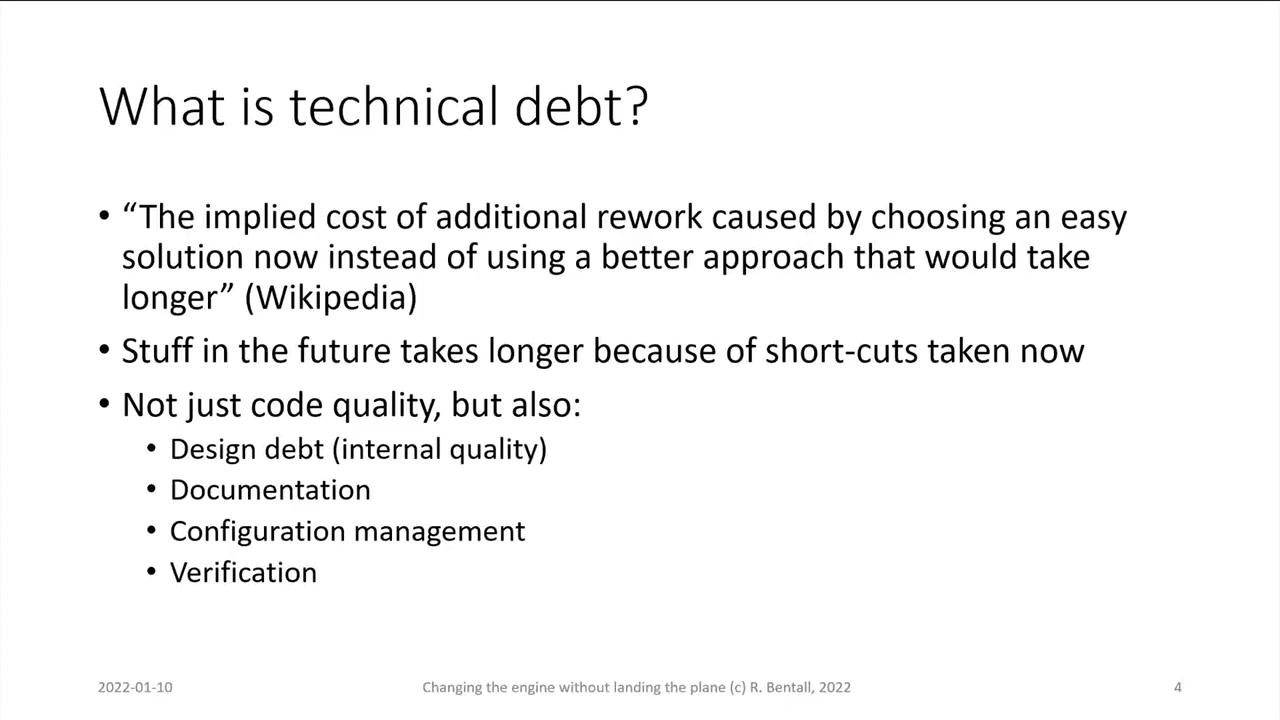 What is technical debt?
• “The implied cost of additional rework caused by choosing an easy
solution now instead of using a better approach that would take
longer” (Wikipedia)
• Stuff in the future takes longer because of short-cuts taken now
• Not just code quality, but also:
• Design debt (internal quality)
• Documentation
• Configuration management
• Verification
2022-01-10
Changing the engine without landing the plane (c) R. Bentall, 2022
4